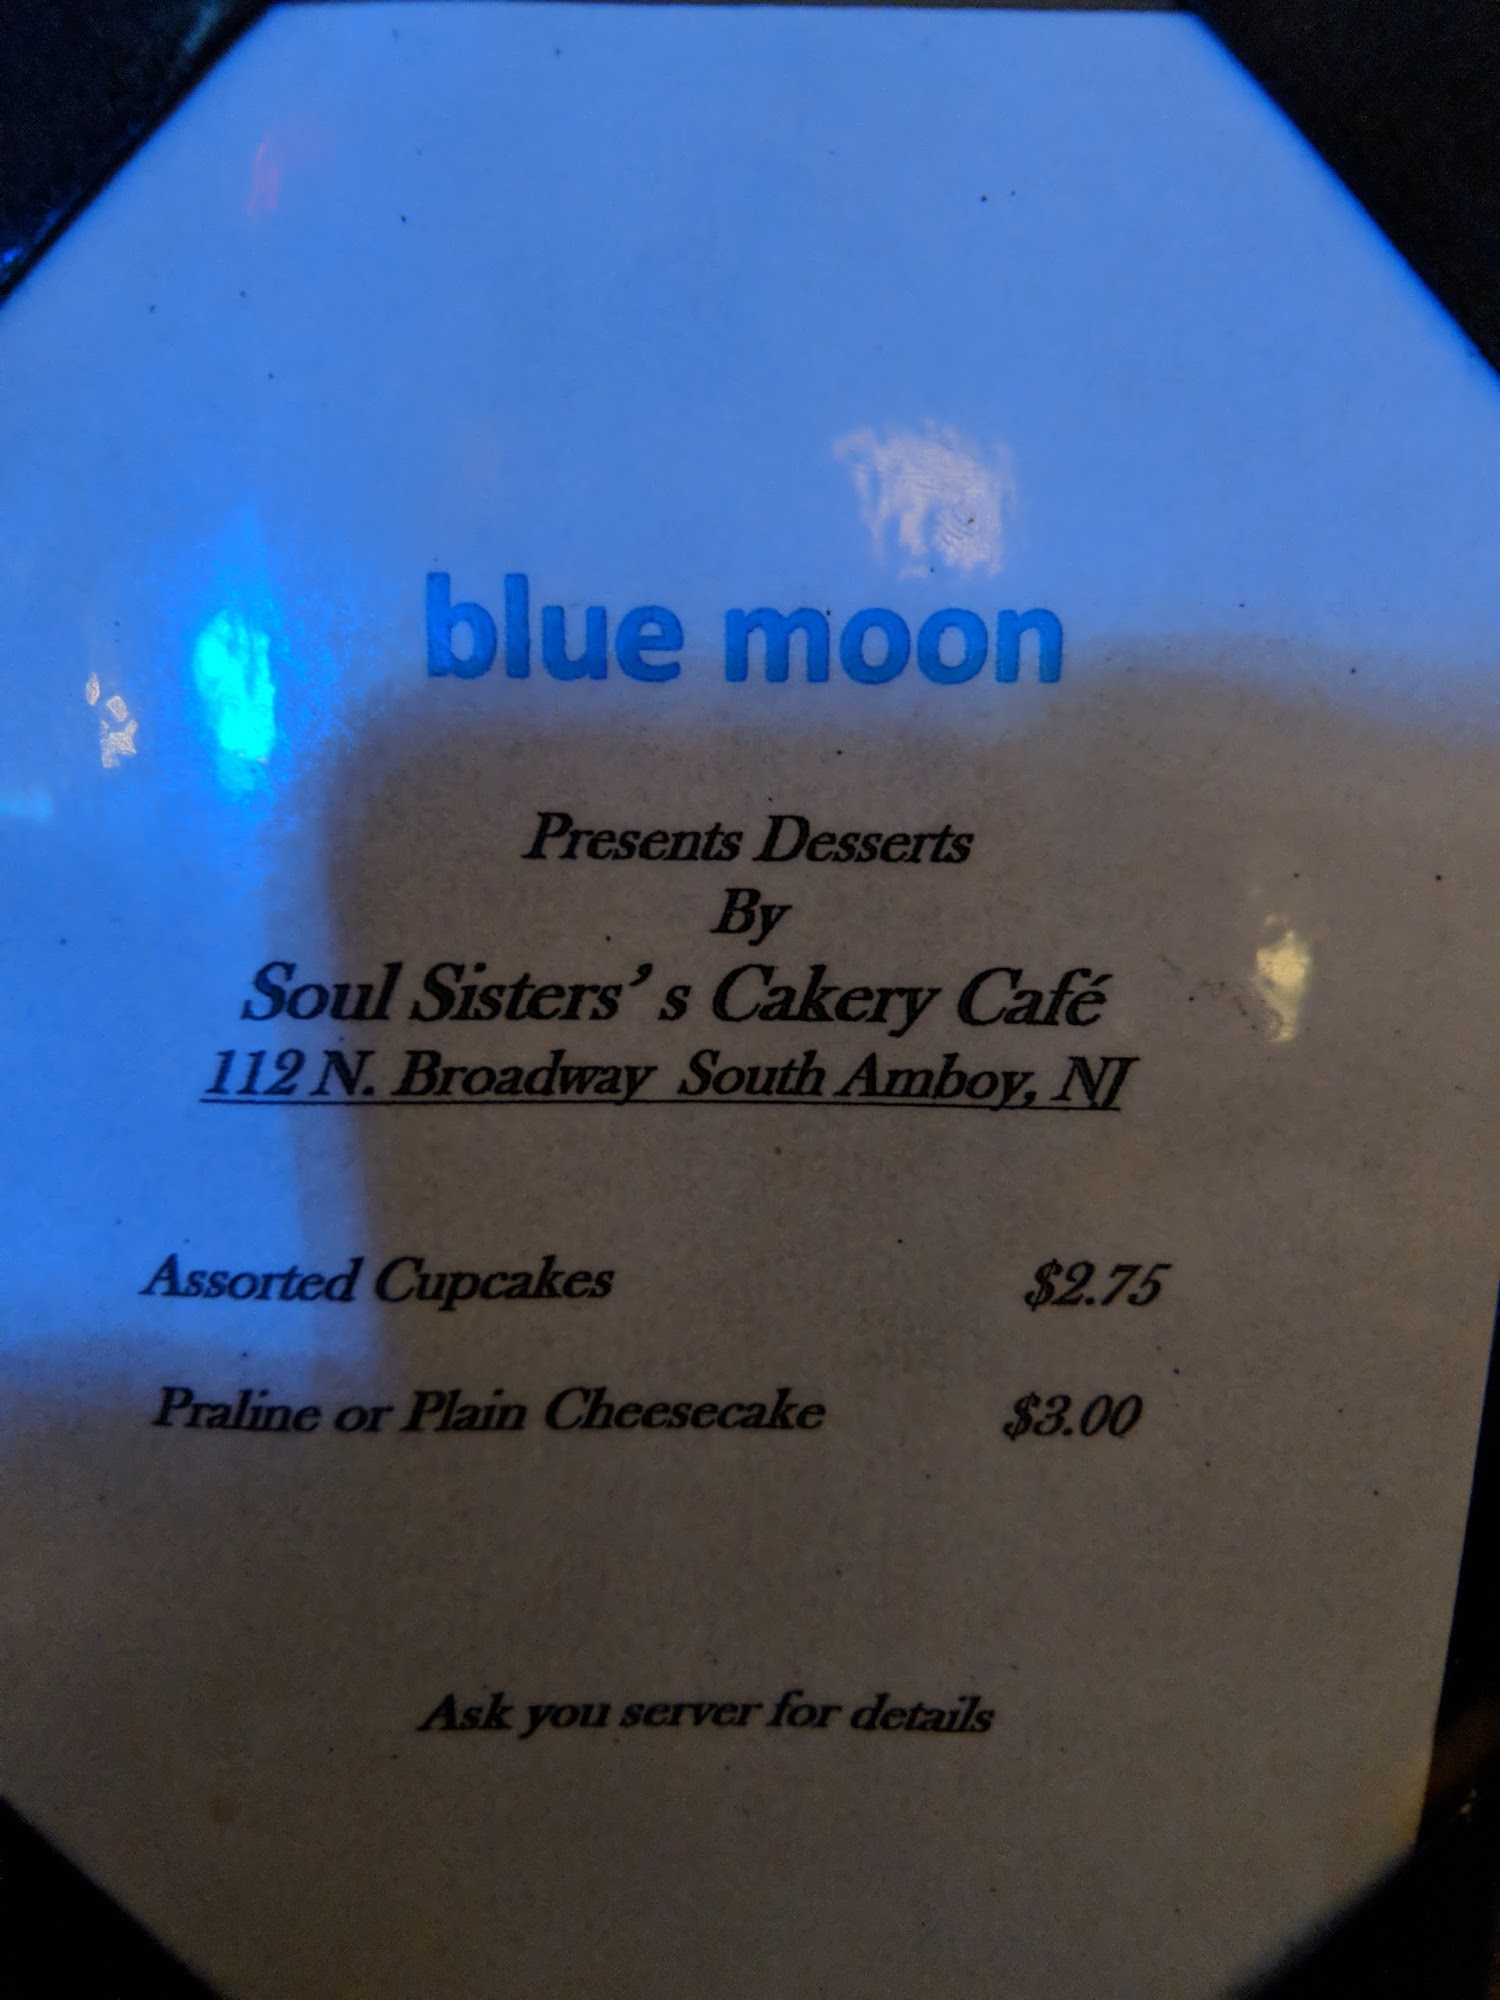 blue moon
Presents Desserts
By
Soul Sisters’ s Cakery Café
112 N. Broadway South Amboy, NJ
Assorted Cupcakes $2.75
Praline or Plain Cheesecake $3.00
Ask you server for details